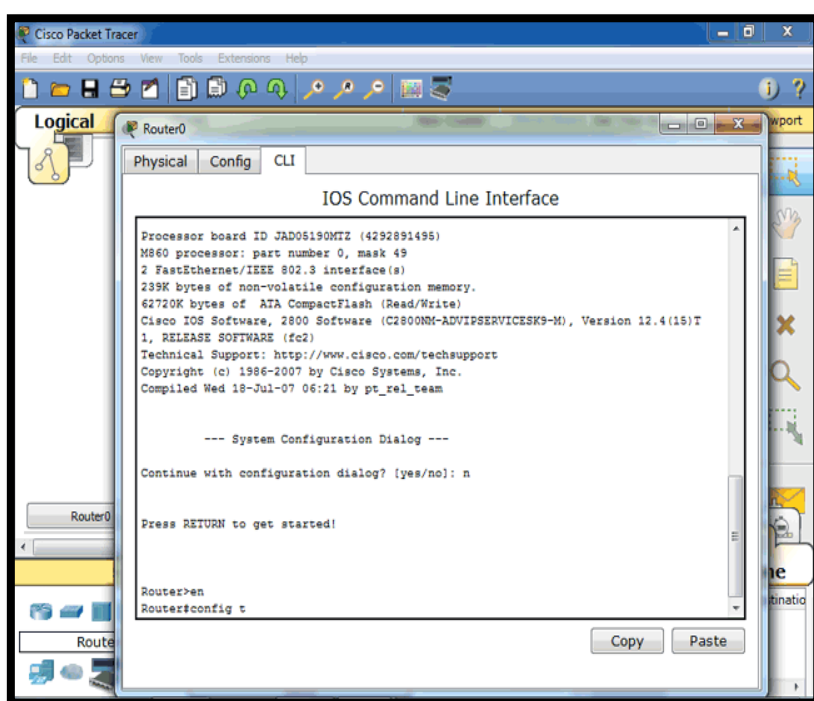 Cisco Packet Tracer
File Edit Options View Tools Extensions Help
Logical
wport
Router0
Physical Config CLI
IOS Command Line Interface
Processor board ID JAD05190MTZ (4292891495)
M860 processor: part number 0, mask 49
2 FastEthernet/IEEE 802.3 interface(s)
239K bytes of non-volatile configuration memory.
62720K bytes of ATA CompactFlash (Read/Write)
Cisco IOS Software, 2800 Software (C2800NM-ADVIPSERVICESK9-M), Version 12.4(15)T
1, RELEASE SOFTWARE (fc2)
Technical Support: http://www.cisco.com/techsupport
Copyright (c) 1986-2007 by Cisco Systems, Inc.
Compiled Wed 18-Jul-07 06:21 by pt_rel_team
--- System Configuration Dialog ---
Continue with configuration dialog? [yes/no]: n
Press RETURN to get started!
Router>en
Router#config t
Copy Paste
Router0
ne
tinatio
Route